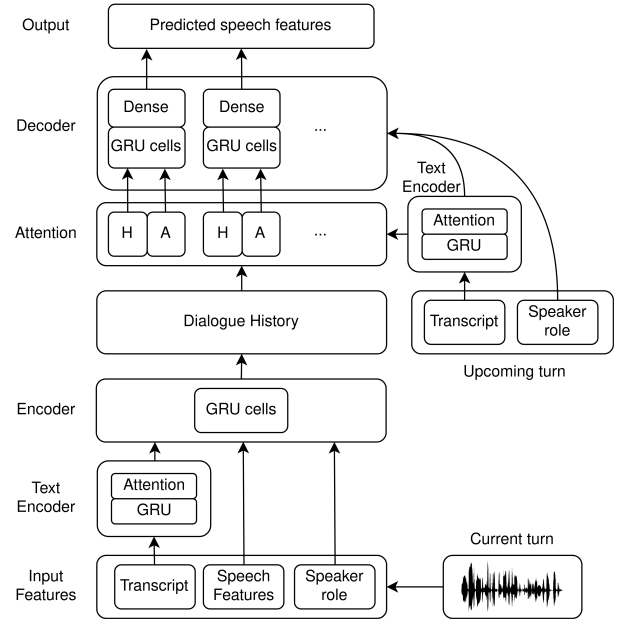 Output
Predicted speech features
Decoder
Dense
Dense
GRU cells
GRU cells
...
Text
Encoder
Attention
H
A
H
A
...
Attention
GRU
Dialogue History
Transcript
Speaker
role
Upcoming turn
Encoder
GRU cells
Text
Encoder
Attention
GRU
Current turn
Input
Features
Transcript
Speech
Features
Speaker
role